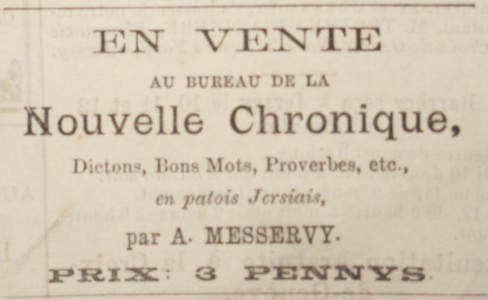 EN VENTE
AU BUREAU DE LA
Nouvelle Chronique,
Dictons, Bons Mots, Proverbes, etc.,
en patois Jersiais,
par A. MESSERVY.
PRIX: 3 PENNYS.